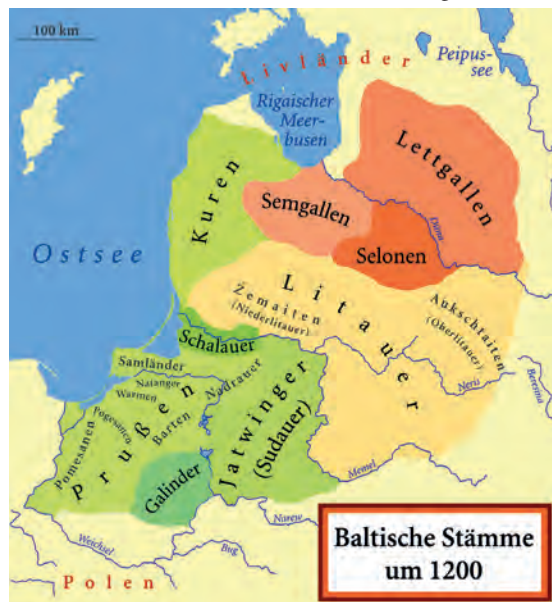 100 km
Livländer
Peipus-
see
Rigaischer
Meer-
busen
Lettgallen
Kuren
Semgallen
Düna
Ostsee
Selonen
Litauer
Žemaiten
(Niederlitauer)
Aukschtaiten
(Oberlitauer)
Schalauer
Samländer
Neris
Beresina
Natanger
Nadrauer
Warmen
Pogesanen
Barten
Pomesanen
Prußen
Jatwinger
(Sudauer)
Galinder
Memel
Narew
Weichsel
Bug
Polen
Baltische Stämme
um 1200